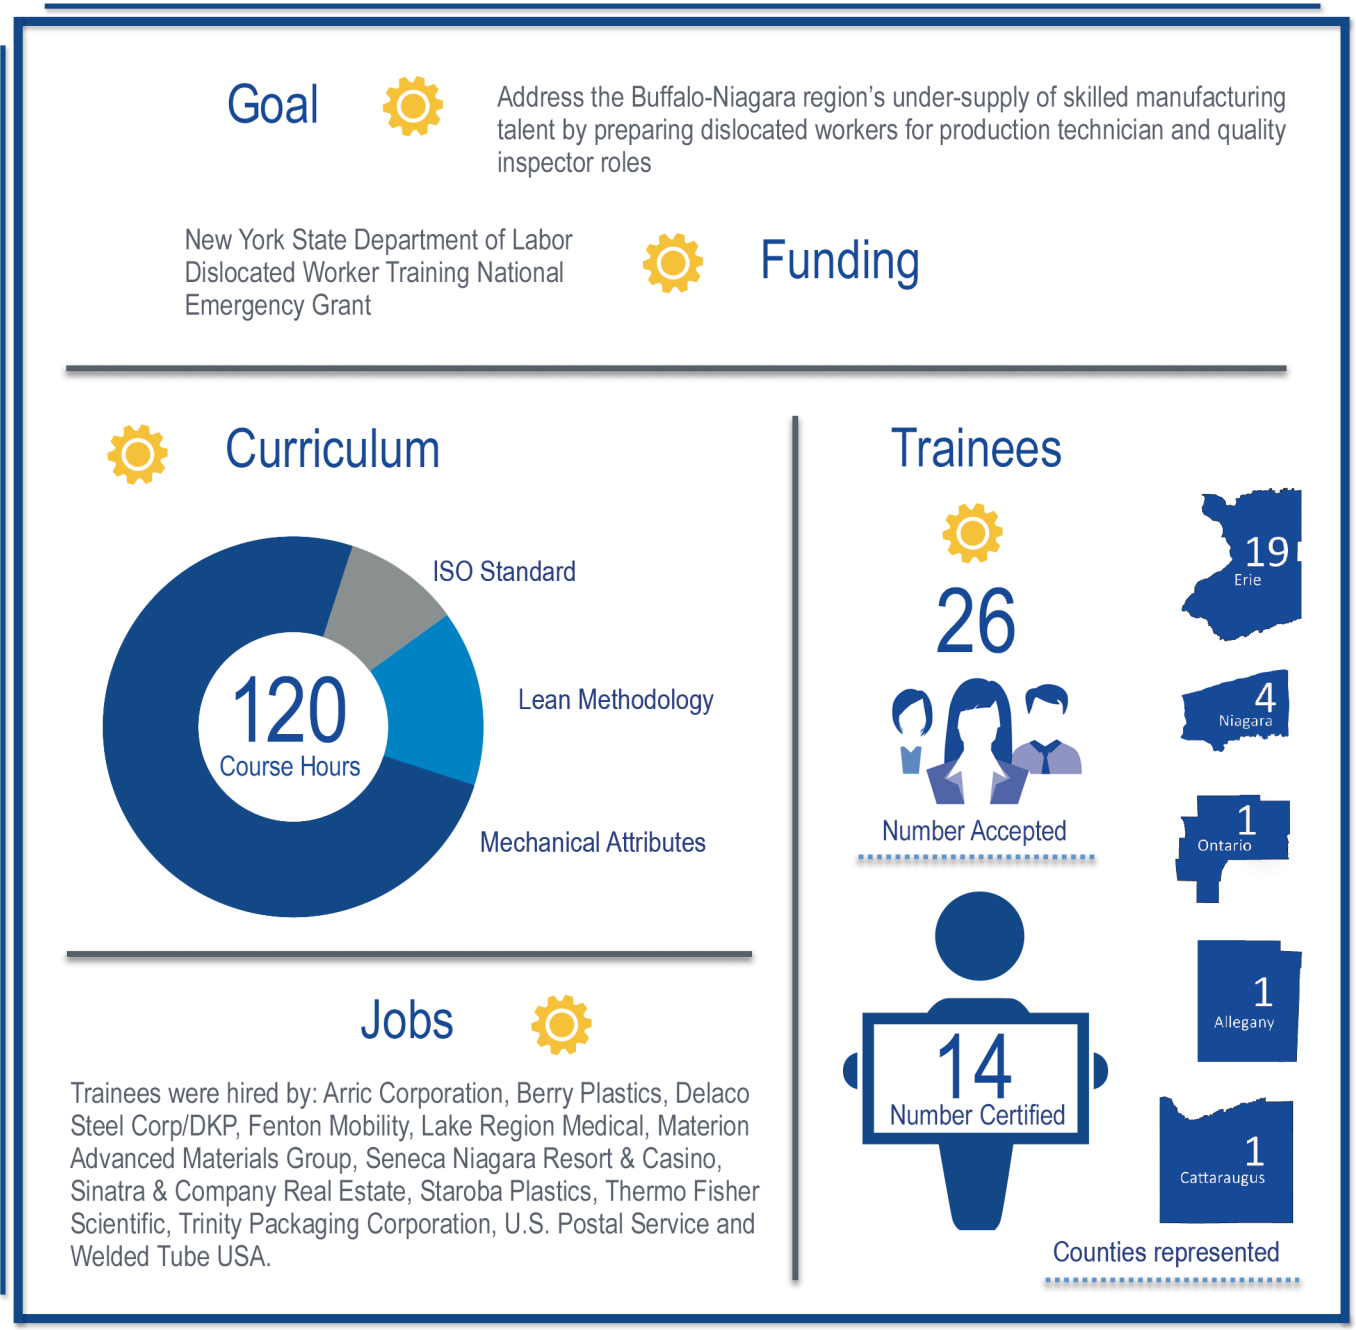 Goal
Address the Buffalo-Niagara region’s under-supply of skilled manufacturing
talent by preparing dislocated workers for production technician and quality
inspector roles
New York State Department of Labor
Dislocated Worker Training National
Emergency Grant
Funding
Curriculum
ISO Standard
Lean Methodology
Mechanical Attributes
120
Course Hours
Jobs
Trainees were hired by: Arric Corporation, Berry Plastics, Delaco
Steel Corp/DKP, Fenton Mobility, Lake Region Medical, Materion
Advanced Materials Group, Seneca Niagara Resort & Casino,
Sinatra & Company Real Estate, Staroba Plastics, Thermo Fisher
Scientific, Trinity Packaging Corporation, U.S. Postal Service and
Welded Tube USA.
Trainees
26
Number Accepted
14
Number Certified
19
Erie
4
Niagara
1
Ontario
1
Allegany
1
Cattaraugus
Counties represented